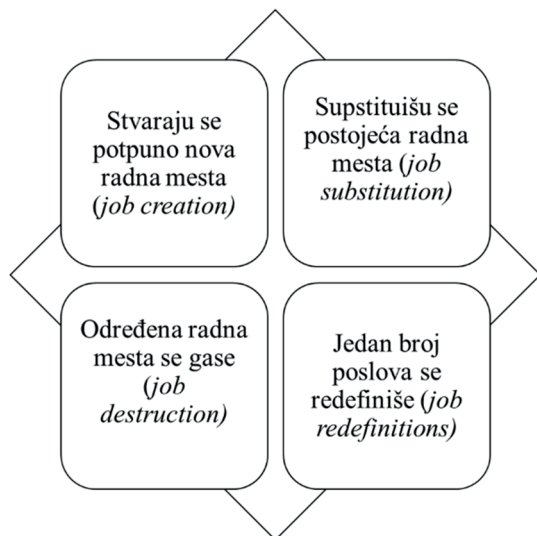 Stvaraju se
potpuno nova
radna mesta
(job creation)
Supstituišu se
postojeća radna
mesta (job
substitution)
Određena radna
mesta se gase
(job
destruction)
Jedan broj
poslova se
redefiniše (job
redefinitions)